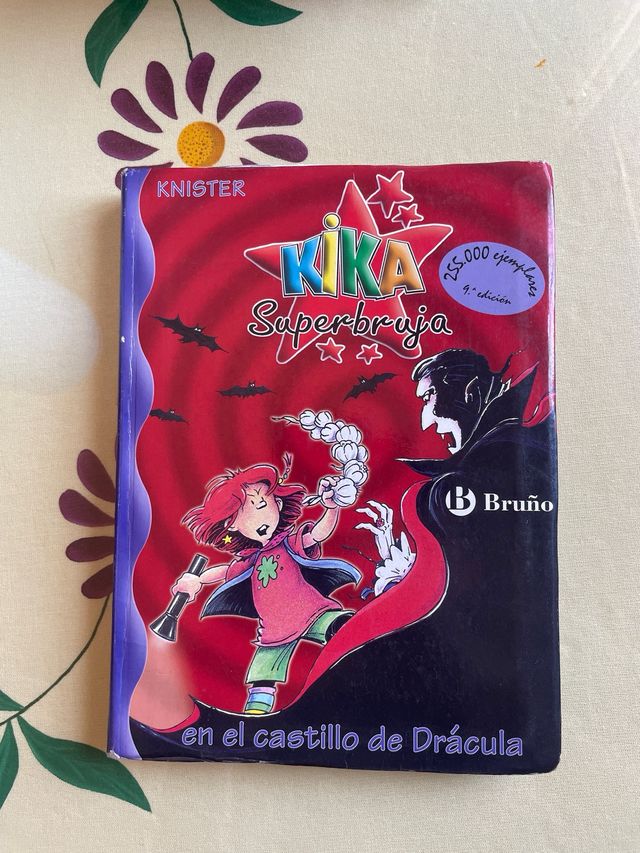 KNISTER
KIKA
Superbruja
255.000 ejemplares
9.ª edición
B Bruño
en el castillo de Drácula